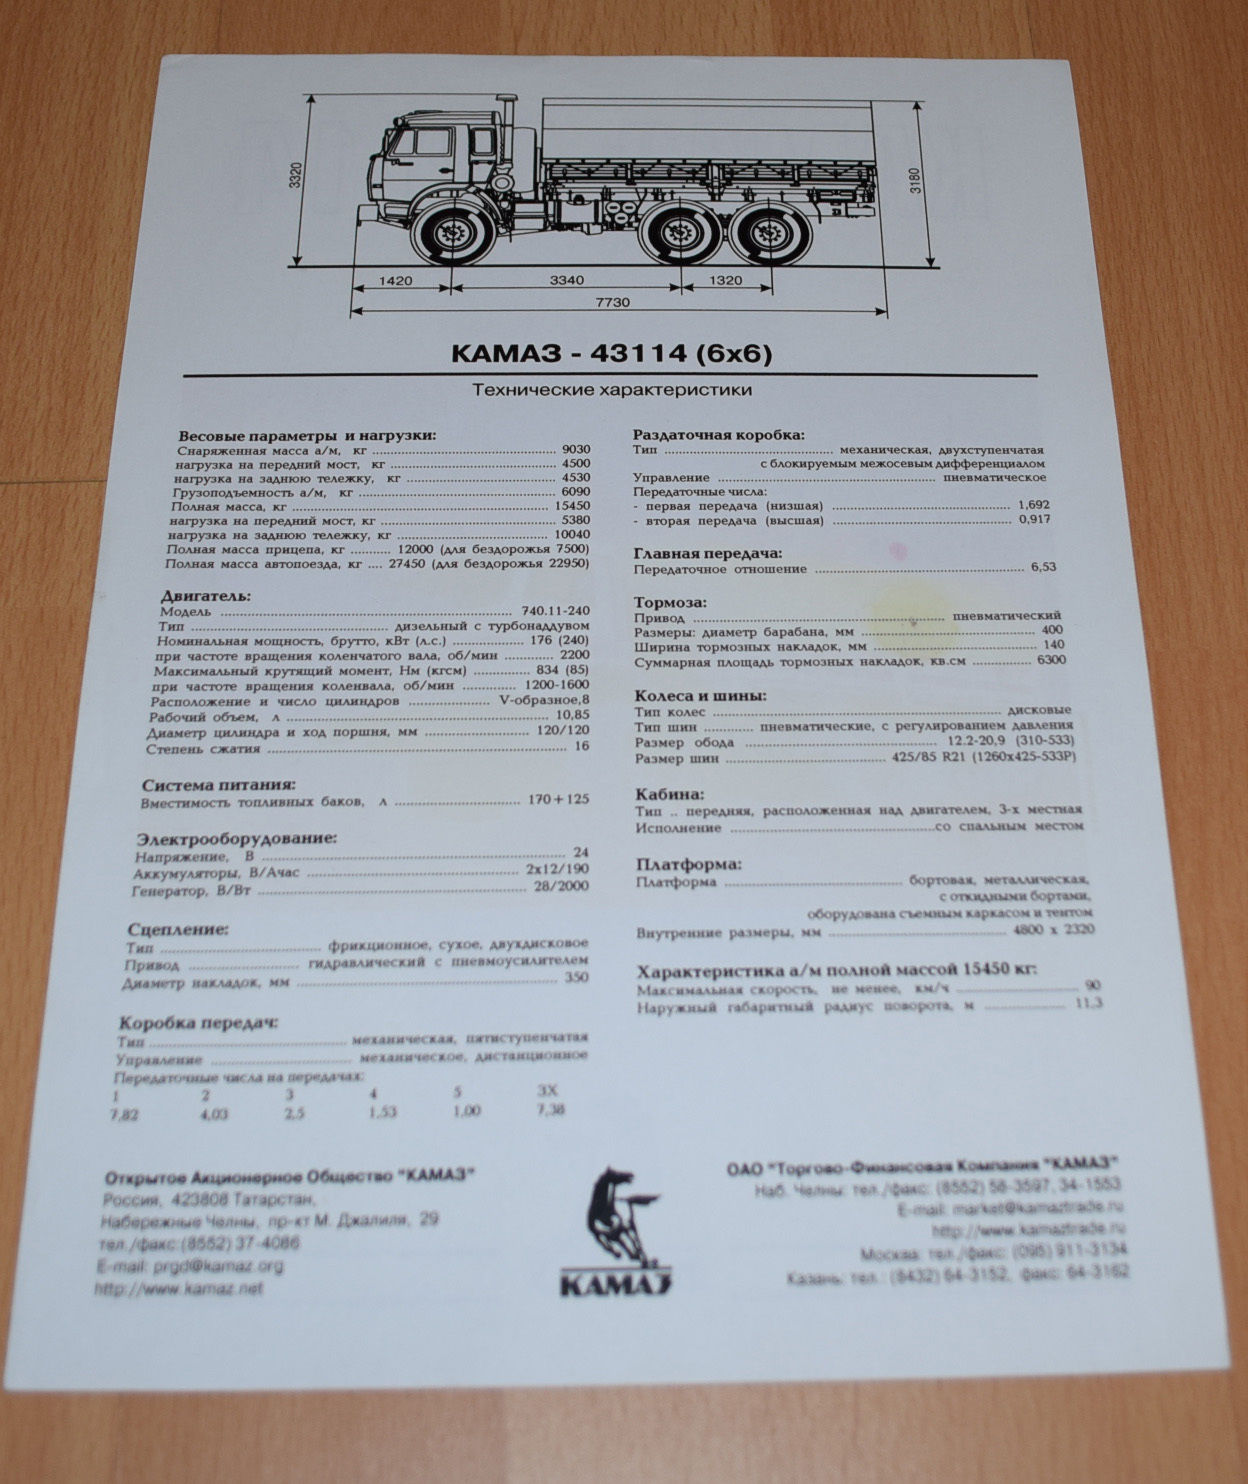 3320
3180
1420
3340
1320
7730
КАМАЗ - 43114 (6х6)
Технические характеристики
Весовые параметры и нагрузки:
Снаряженная масса а/м, кг ........ 9030
нагрузка на передний мост, кг ........ 4500
нагрузка на заднюю тележку, кг ........ 4530
Грузоподъемность а/м, кг ........ 6090
Полная масса, кг ........ 15450
нагрузка на передний мост, кг ........ 5380
нагрузка на заднюю тележку, кг ........ 10040
Полная масса прицепа, кг .......... 12000 (для бездорожья 7500)
Полная масса автопоезда, кг .... 27450 (для бездорожья 22950)
Двигатель:
Модель ........ 740.11-240
Тип ........ дизельный с турбонаддувом
Номинальная мощность, брутто, кВт (л.с.) ........ 176 (240)
при частоте вращения коленчатого вала, об/мин ........ 2200
Максимальный крутящий момент, Нм (кгсм) ........ 834 (85)
при частоте вращения коленвала, об/мин ........ 1200-1600
Расположение и число цилиндров ........ V-образное,8
Рабочий объем, л ........ 10,85
Диаметр цилиндра и ход поршня, мм ........ 120/120
Степень сжатия ........ 16
Система питания:
Вместимость топливных баков, л ........ 170+125
Электрооборудование:
Напряжение, В ........ 24
Аккумуляторы, В/Ачас ........ 2х12/190
Генератор, В/Вт ........ 28/2000
Сцепление:
Тип ........ фрикционное, сухое, двухдисковое
Привод ........ гидравлический с пневмоусилителем
Диаметр накладок, мм ........ 350
Коробка передач:
Тип ........ механическая, пятиступенчатая
Управление ........ механическое, дистанционное
Передаточные числа на передачах:
1 2 3 4 5 ЗХ
7,82 4,03 2,5 1,53 1,00 7,38
Раздаточная коробка:
Тип ........ механическая, двухступенчатая
с блокируемым межосевым дифференциалом
Управление ........ пневматическое
Передаточные числа:
- первая передача (низшая) ........ 1,692
- вторая передача (высшая) ........ 0,917
Главная передача:
Передаточное отношение ........ 6,53
Тормоза:
Привод ........ пневматический
Размеры: диаметр барабана, мм ........ 400
Ширина тормозных накладок, мм ........ 140
Суммарная площадь тормозных накладок, кв.см ........ 6300
Колеса и шины:
Тип колес ........ дисковые
Тип шин ........ пневматические, с регулированием давления
Размер обода ........ 12.2-20,9 (310-533)
Размер шин ........ 425/85 R21 (1260х425-533Р)
Кабина:
Тип .. передняя, расположенная над двигателем, 3-х местная
Исполнение ........со спальным местом
Платформа:
Платформа ........ бортовая, металлическая,
с откидными бортами,
оборудована съемным каркасом и тентом
Внутренние размеры, мм ........ 4800 х 2320
Характеристика а/м полной массой 15450 кг:
Максимальная скорость, не менее, км/ч ........ 90
Наружный габаритный радиус поворота, м ........ 11,3
Открытое Акционерное Общество "КАМАЗ"
Россия, 423808 Татарстан,
Набережные Челны, пр-кт М. Джалиля, 29
тел./факс:(8552) 37-4086
E-mail: prgd@kamaz.org
http://www.kamaz.net
КАМАЗ
ОАО "Торгово-Финансовая Компания "КАМАЗ"
Наб. Челны: тел./факс: (8552) 58-3597, 34-1553
E-mail: market@kamaztrade.ru
http://www.kamaztrade.ru
Москва: тел./факс: (095) 911-3134
Казань: тел.: (8432) 64-3152, факс: 64-3162